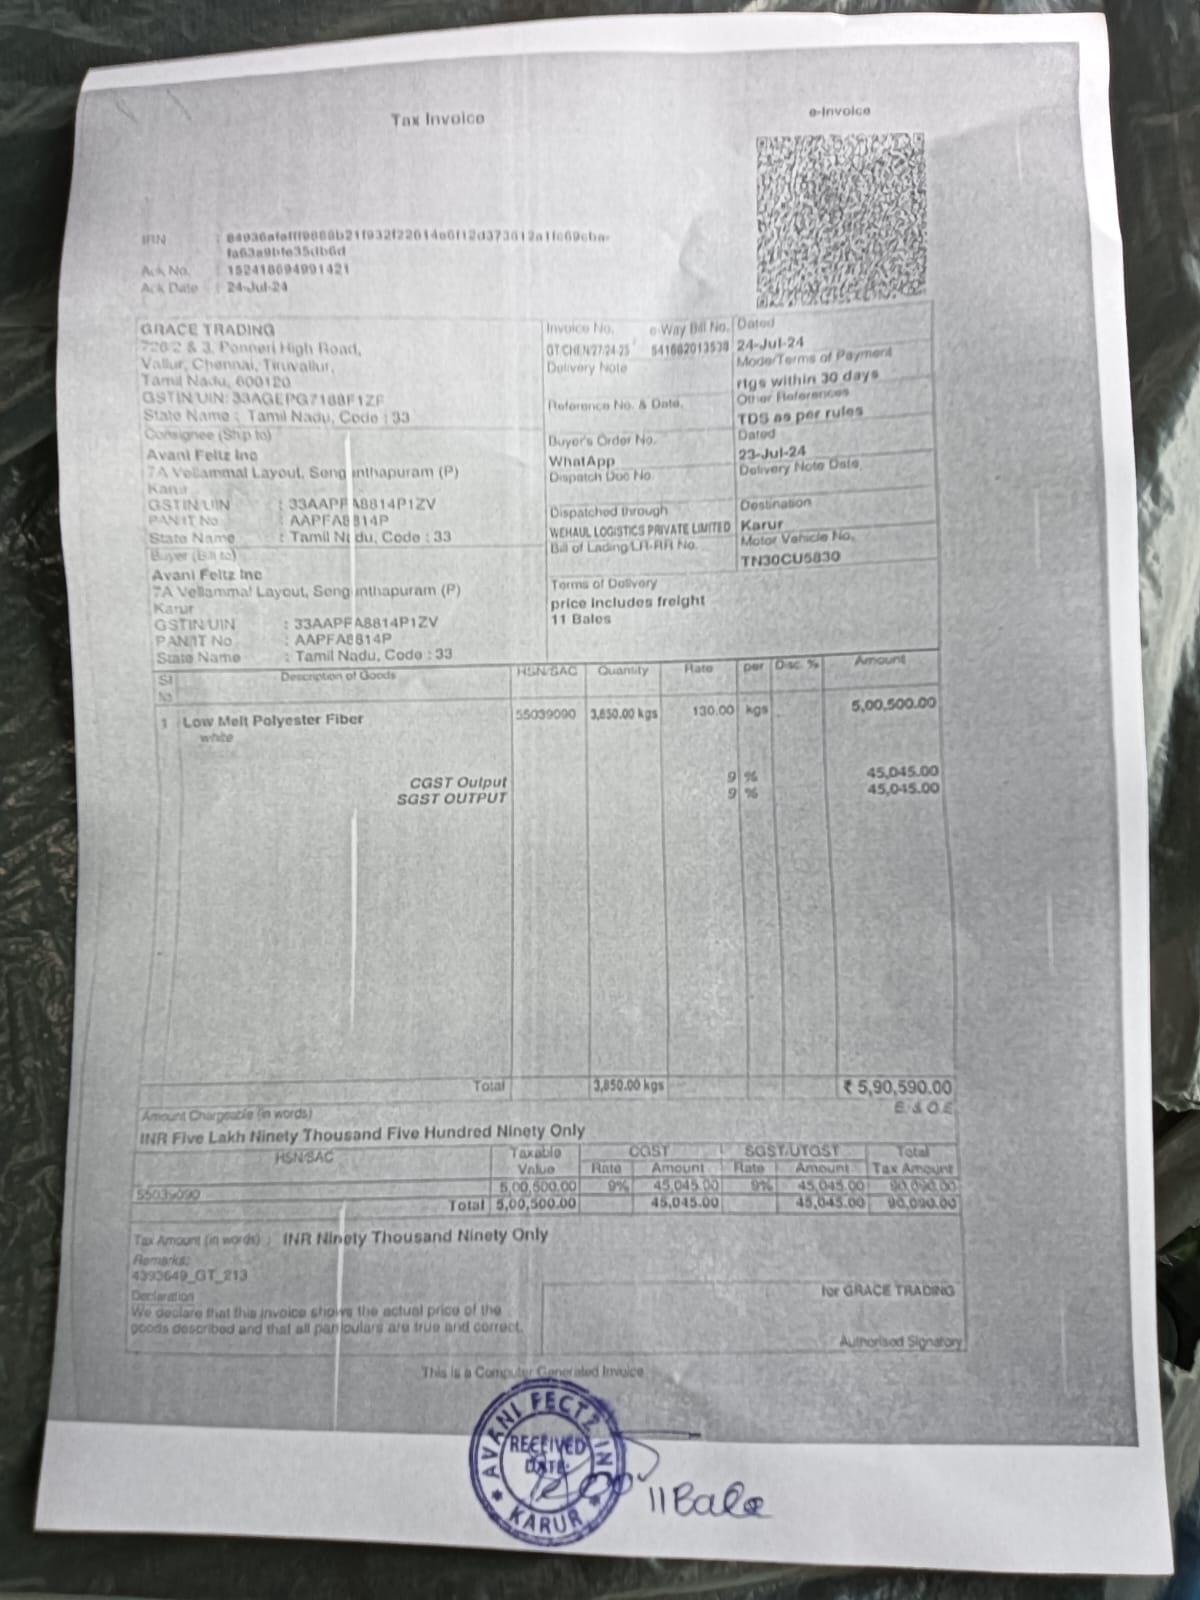 Tax Invoice
e-Invoice
IRN :
Ack No. : 152418694991421
Ack Date : 24-Jul-24
GRACE TRADING
726/2 & 3, Ponneri High Road,
Vallur, Chennai, Tiruvallur,
Tamil Nadu, 600120
GSTIN/UIN: 33AGEPG7188F1ZF
State Name : Tamil Nadu, Code : 33
Consignee (Ship to)
Avani Feltz Inc
7A Vellammal Layout, Seng unthapuram (P)
Karur
GSTIN/UIN : 33AAPFA8814P1ZV
PAN/IT No : AAPFA8814P
State Name : Tamil Nadu, Code : 33
Buyer (Bill to)
Avani Feltz Inc
7A Vellammal Layout, Seng unthapuram (P)
Karur
GSTIN/UIN : 33AAPFA8814P1ZV
PAN/IT No : AAPFA8814P
State Name : Tamil Nadu, Code : 33
Invoice No. e-Way Bill No. Dated
GT/CHEN/27/24-25 541682013538 24-Jul-24
Delivery Note Mode/Terms of Payment
rtgs within 30 days
Reference No. & Date. Other References
TDS as per rules
Buyer's Order No. Dated
WhatApp 23-Jul-24
Dispatch Doc No. Delivery Note Date
Dispatched through Destination
WEHAUL LOGISTICS PRIVATE LIMITED Karur
Bill of Lading/LR-RR No. Motor Vehicle No.
TN30CU5830
Terms of Delivery
price includes freight
11 Bales
Sl No Description of Goods HSN/SAC Quantity Rate per Disc. % Amount
1 Low Melt Polyester Fiber 55039090 3,850.00 kgs 130.00 kgs 5,00,500.00
white
CGST Output 9 % 45,045.00
SGST OUTPUT 9 % 45,045.00
Total 3,850.00 kgs ₹ 5,90,590.00
Amount Chargeable (in words) E. & O.E
INR Five Lakh Ninety Thousand Five Hundred Ninety Only
HSN/SAC Taxable CGST SGST/UTGST Total
Value Rate Amount Rate Amount Tax Amount
55039090 5,00,500.00 9% 45,045.00 9% 45,045.00 90,090.00
Total 5,00,500.00 45,045.00 45,045.00 90,090.00
Tax Amount (in words) : INR Ninety Thousand Ninety Only
Remarks:
4393649_GT_213
Declaration
We declare that this invoice shows the actual price of the
goods described and that all particulars are true and correct.
for GRACE TRADING
Authorised Signatory
This is a Computer Generated Invoice
AVANI FECTZ INC
RECEIVED
DATE:
KARUR
11 Bale